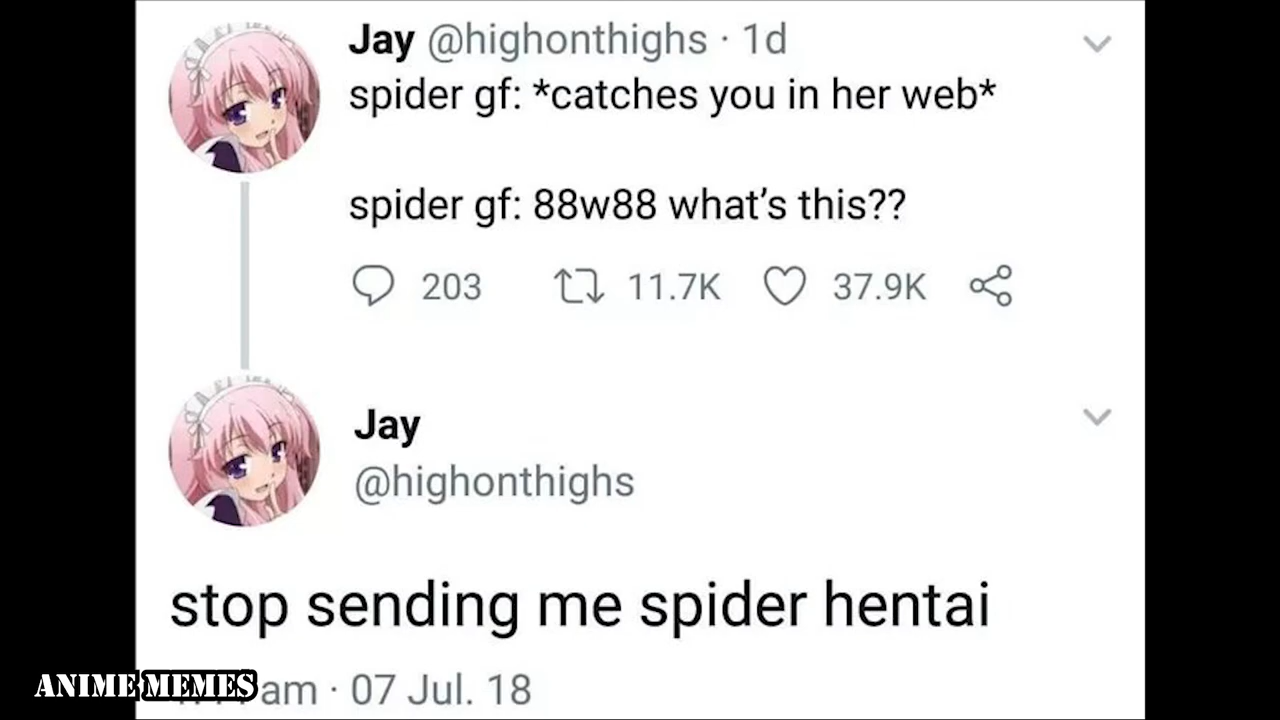 Jay @highonthighs · 1d
spider gf: *catches you in her web*
spider gf: 88w88 what's this??
203 11.7K 37.9K
Jay
@highonthighs
stop sending me spider hentai
am · 07 Jul. 18
ANIME MEMES